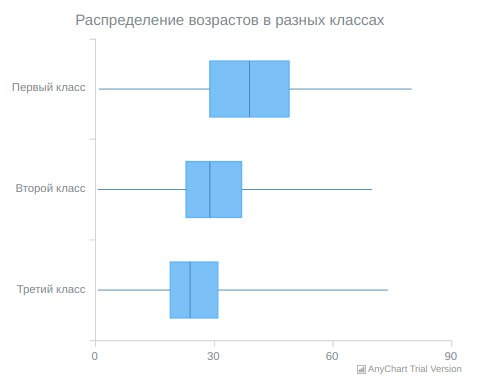 Распределение возрастов в разных классах
Первый класс
Второй класс
Третий класс
0 30 60 90
AnyChart Trial Version